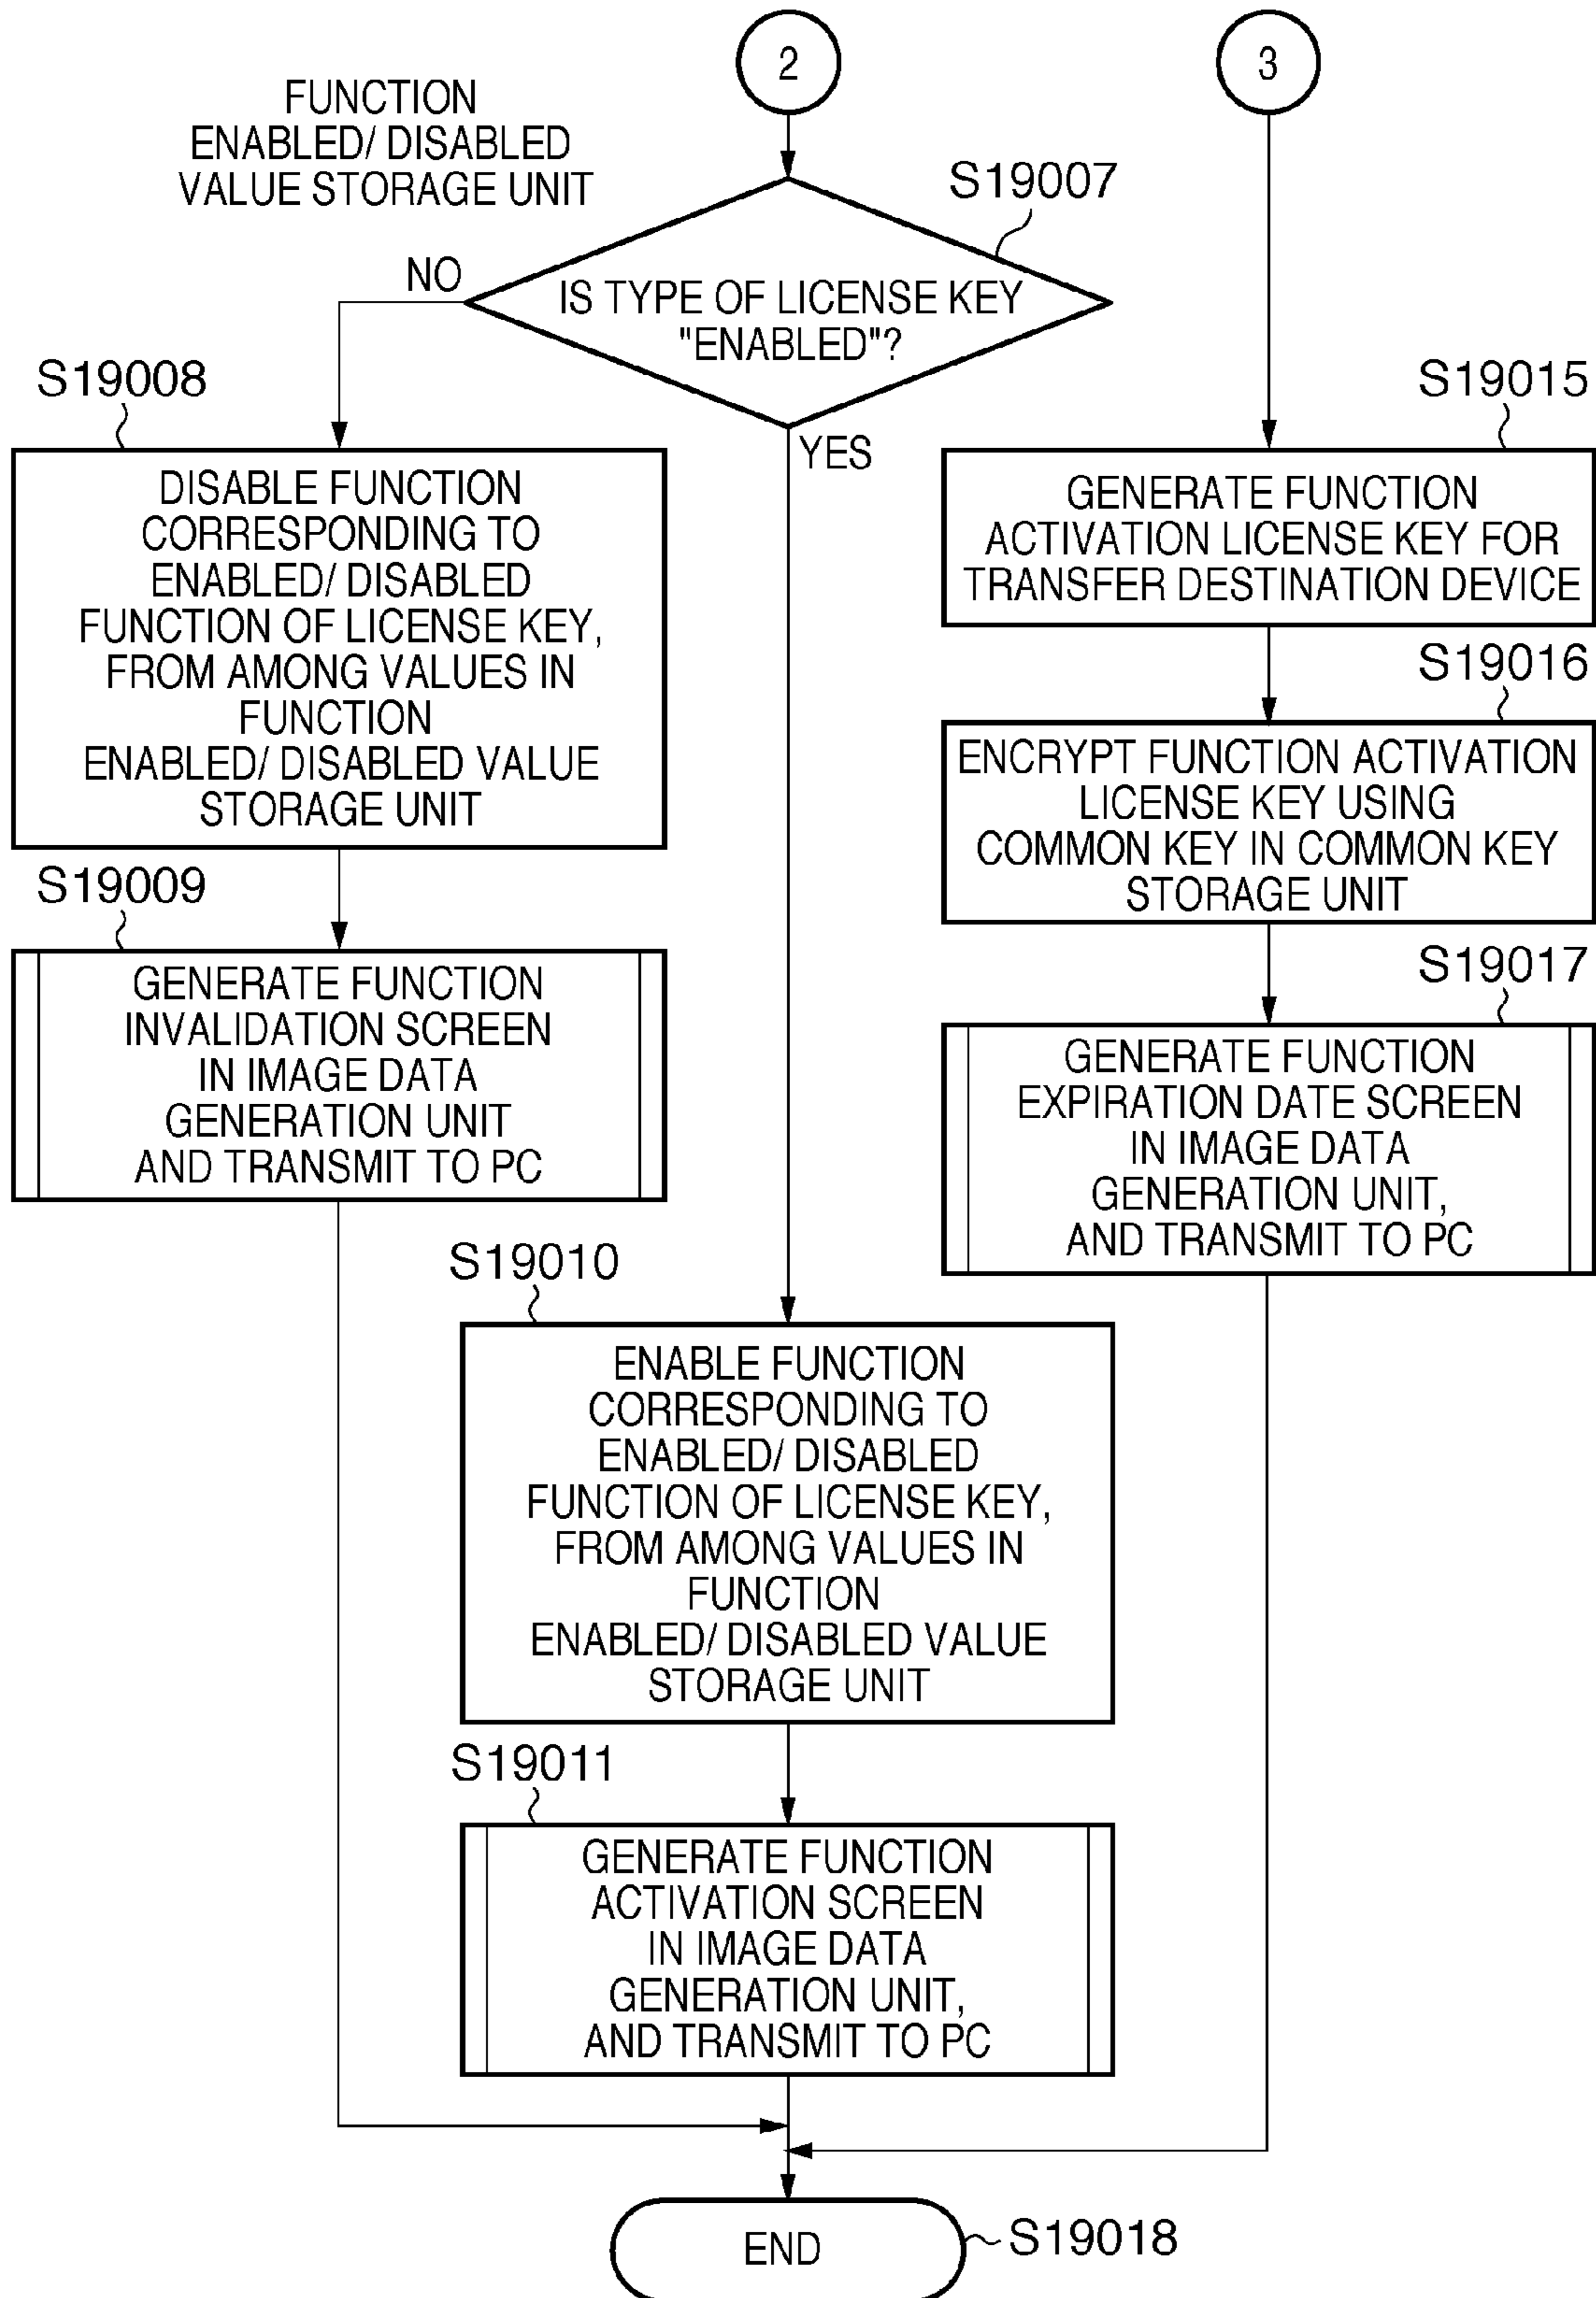 2
3
FUNCTION
ENABLED/ DISABLED
VALUE STORAGE UNIT
S19007
NO
IS TYPE OF LICENSE KEY
"ENABLED"?
YES
S19008
DISABLE FUNCTION
CORRESPONDING TO
ENABLED/ DISABLED
FUNCTION OF LICENSE KEY,
FROM AMONG VALUES IN
FUNCTION
ENABLED/ DISABLED VALUE
STORAGE UNIT
S19009
GENERATE FUNCTION
INVALIDATION SCREEN
IN IMAGE DATA
GENERATION UNIT
AND TRANSMIT TO PC
S19010
ENABLE FUNCTION
CORRESPONDING TO
ENABLED/ DISABLED
FUNCTION OF LICENSE KEY,
FROM AMONG VALUES IN
FUNCTION
ENABLED/ DISABLED VALUE
STORAGE UNIT
S19011
GENERATE FUNCTION
ACTIVATION SCREEN
IN IMAGE DATA
GENERATION UNIT,
AND TRANSMIT TO PC
S19015
GENERATE FUNCTION
ACTIVATION LICENSE KEY FOR
TRANSFER DESTINATION DEVICE
S19016
ENCRYPT FUNCTION ACTIVATION
LICENSE KEY USING
COMMON KEY IN COMMON KEY
STORAGE UNIT
S19017
GENERATE FUNCTION
EXPIRATION DATE SCREEN
IN IMAGE DATA
GENERATION UNIT,
AND TRANSMIT TO PC
END
S19018